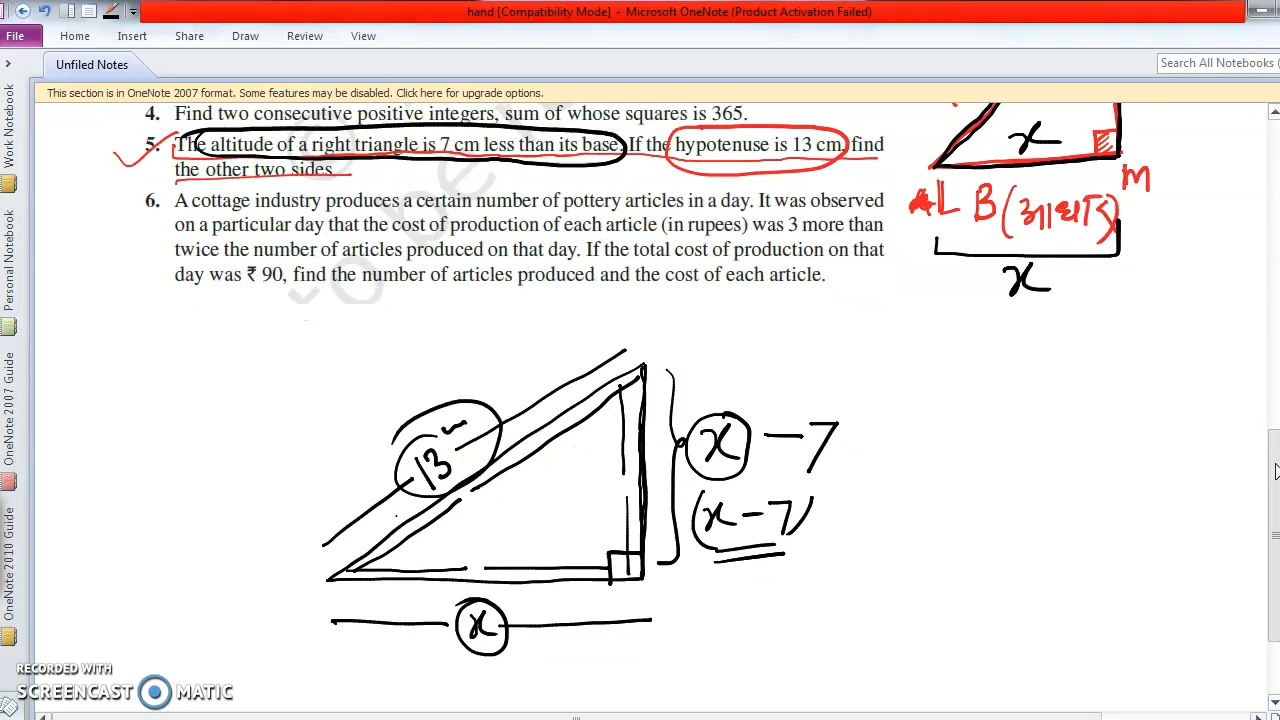 hand [Compatibility Mode] - Microsoft OneNote (Product Activation Failed)
File Home Insert Share Draw Review View
Unfiled Notes
Search All Notebooks (
This section is in OneNote 2007 format. Some features may be disabled. Click here for upgrade options.
Work Notebook
Personal Notebook
OneNote 2007 Guide
OneNote 2010 Guide
4. Find two consecutive positive integers, sum of whose squares is 365.
5. The altitude of a right triangle is 7 cm less than its base. If the hypotenuse is 13 cm, find
the other two sides.
6. A cottage industry produces a certain number of pottery articles in a day. It was observed
on a particular day that the cost of production of each article (in rupees) was 3 more than
twice the number of articles produced on that day. If the total cost of production on that
day was ₹ 90, find the number of articles produced and the cost of each article.
x
L B (आधार) M
x
13 cm
x - 7
(x - 7)
x
RECORDED WITH
SCREENCAST MATIC